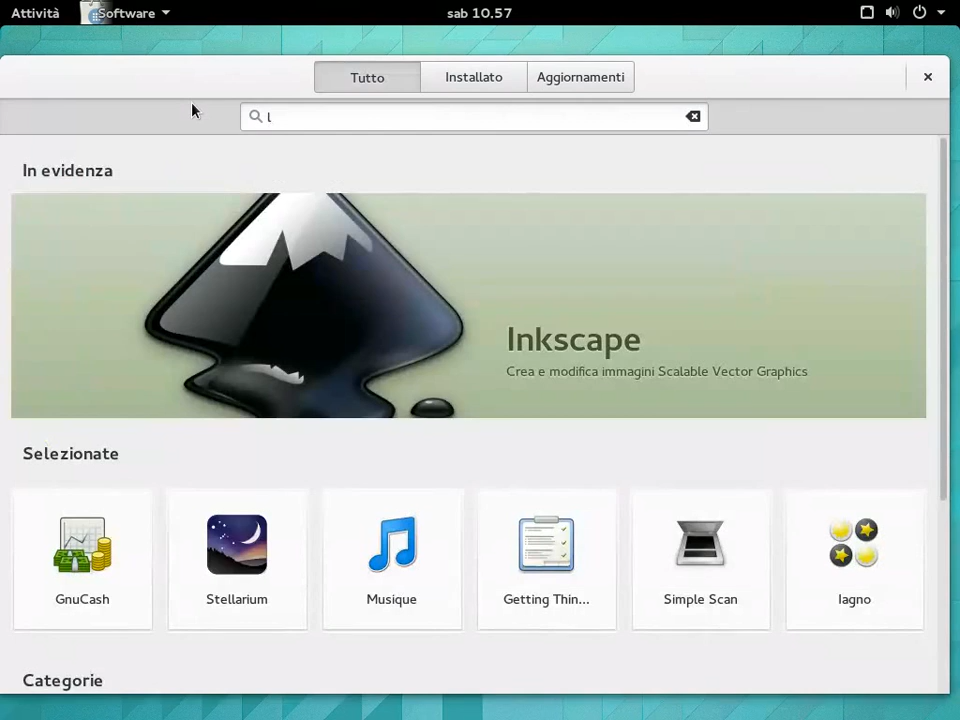 Attività Software sab 10.57
Tutto Installato Aggiornamenti
l
In evidenza
Inkscape
Crea e modifica immagini Scalable Vector Graphics
Selezionate
GnuCash Stellarium Musique Getting Thin... Simple Scan Iagno
Categorie